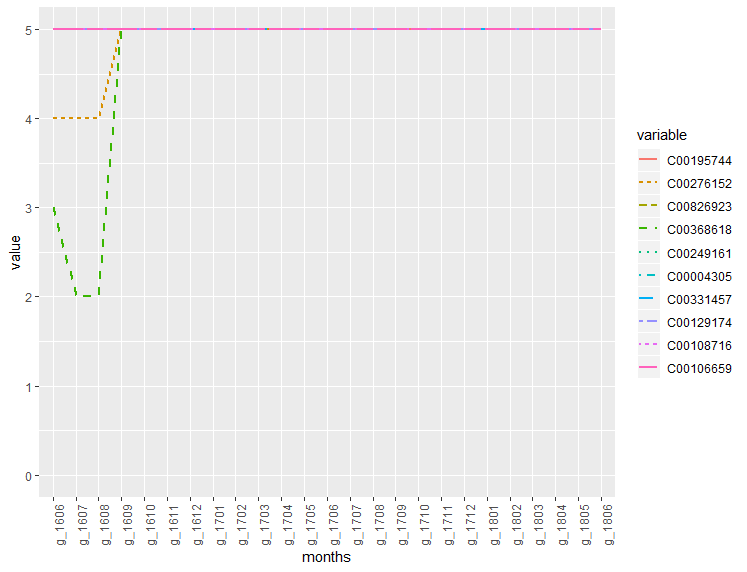 5
4
3
2
1
0
value
g_1606
g_1607
g_1608
g_1609
g_1610
g_1611
g_1612
g_1701
g_1702
g_1703
g_1704
g_1705
g_1706
g_1707
g_1708
g_1709
g_1710
g_1711
g_1712
g_1801
g_1802
g_1803
g_1804
g_1805
g_1806
months
variable
C00195744
C00276152
C00826923
C00368618
C00249161
C00004305
C00331457
C00129174
C00108716
C00106659